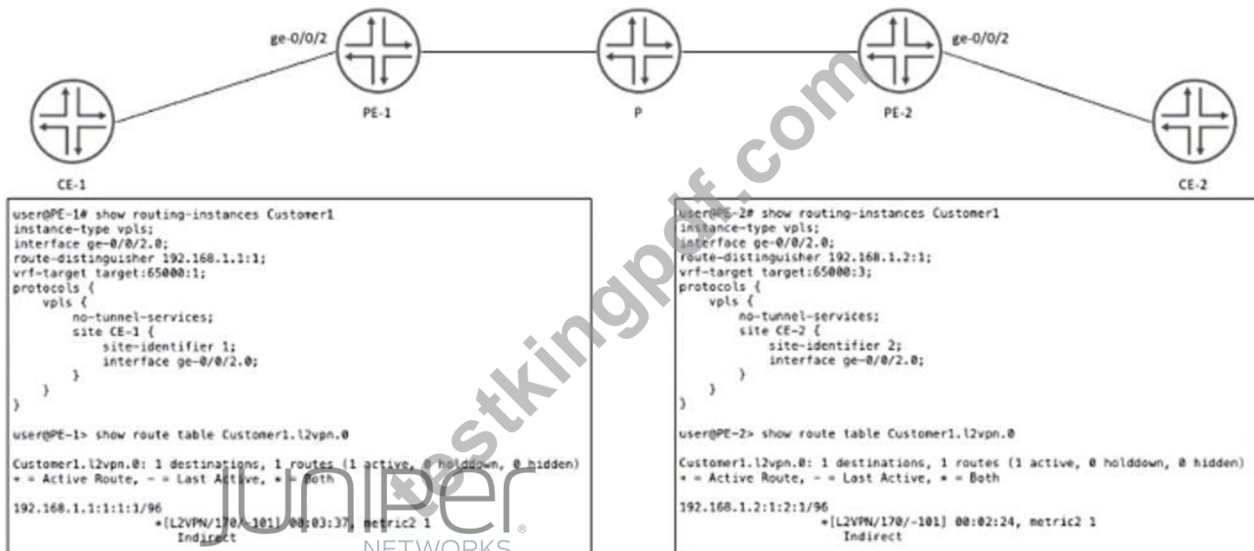 ge-0/0/2
ge-0/0/2
PE-1
P
PE-2
CE-1
CE-2
user@PE-1# show routing-instances Customer1
instance-type vpls;
interface ge-0/0/2.0;
route-distinguisher 192.168.1.1:1;
vrf-target target:65000:1;
protocols {
vpls {
no-tunnel-services;
site CE-1 {
site-identifier 1;
interface ge-0/0/2.0;
}
}
}
user@PE-1> show route table Customer1.l2vpn.0
Customer1.l2vpn.0: 1 destinations, 1 routes (1 active, 0 holddown, 0 hidden)
+ = Active Route, - = Last Active, * = Both
192.168.1.1:1:1:1/96
*[L2VPN/170/-101] 00:03:37, metric2 1
Indirect
user@PE-2# show routing-instances Customer1
instance-type vpls;
interface ge-0/0/2.0;
route-distinguisher 192.168.1.2:1;
vrf-target target:65000:3;
protocols {
vpls {
no-tunnel-services;
site CE-2 {
site-identifier 2;
interface ge-0/0/2.0;
}
}
}
user@PE-2> show route table Customer1.l2vpn.0
Customer1.l2vpn.0: 1 destinations, 1 routes (1 active, 0 holddown, 0 hidden)
+ = Active Route, - = Last Active, * = Both
192.168.1.2:1:2:1/96
*[L2VPN/170/-101] 00:02:24, metric2 1
Indirect
testkingpdf.com
JUNIPER
NETWORKS
®